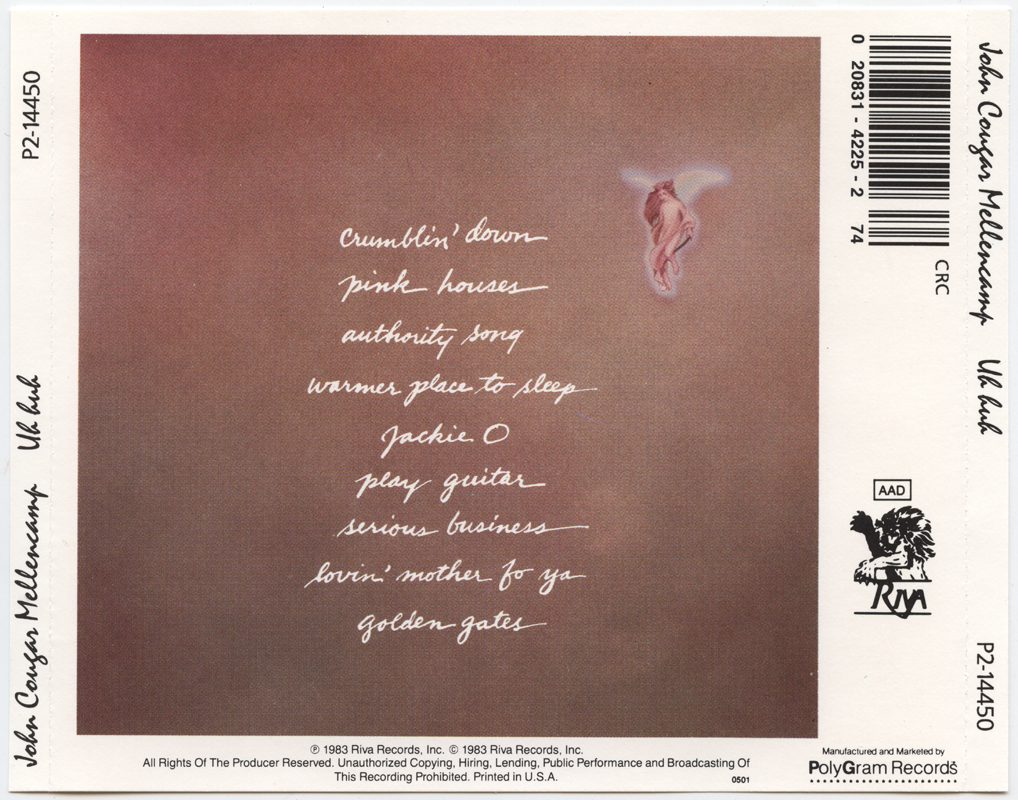 P2-14450
John Cougar Mellencamp Uh huh
crumblin' down
pink houses
authority song
warmer place to sleep
Jackie O
play guitar
serious business
lovin' mother fo ya
golden gates
℗ 1983 Riva Records, Inc. © 1983 Riva Records, Inc.
All Rights Of The Producer Reserved. Unauthorized Copying, Hiring, Lending, Public Performance and Broadcasting Of
This Recording Prohibited. Printed in U.S.A.
0501
0 20831 - 4225 - 2 74
CRC
AAD
RIVA
Manufactured and Marketed by
PolyGram Records
John Cougar Mellencamp Uh huh
P2-14450